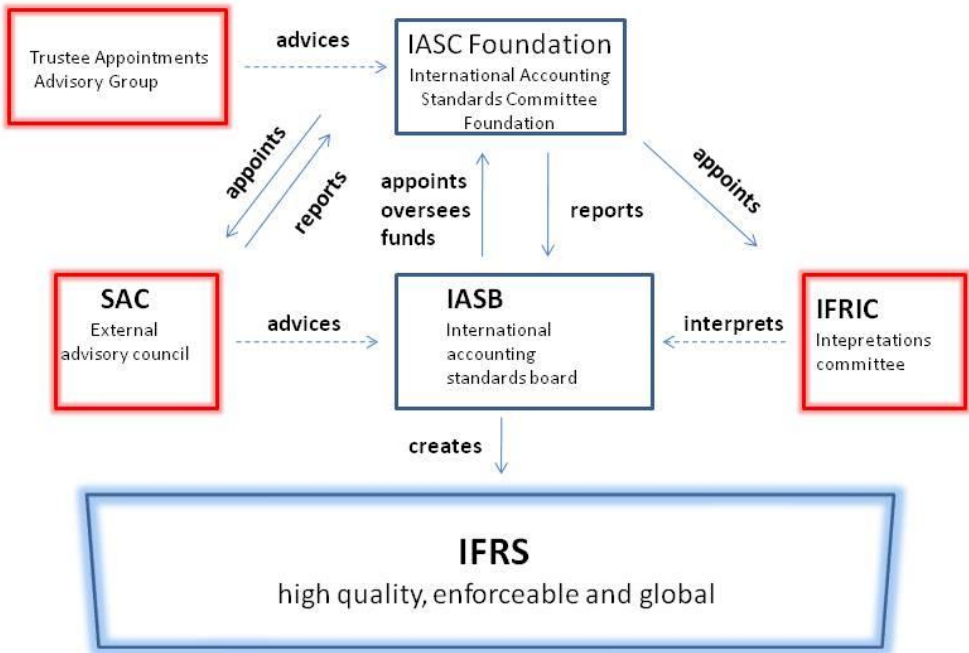 Trustee Appointments
Advisory Group
advices
IASC Foundation
International Accounting
Standards Committee
Foundation
appoints
reports
appoints
oversees
funds
reports
appoints
SAC
External
advisory council
advices
IASB
International
accounting
standards board
interprets
IFRIC
Intepretations
committee
creates
IFRS
high quality, enforceable and global